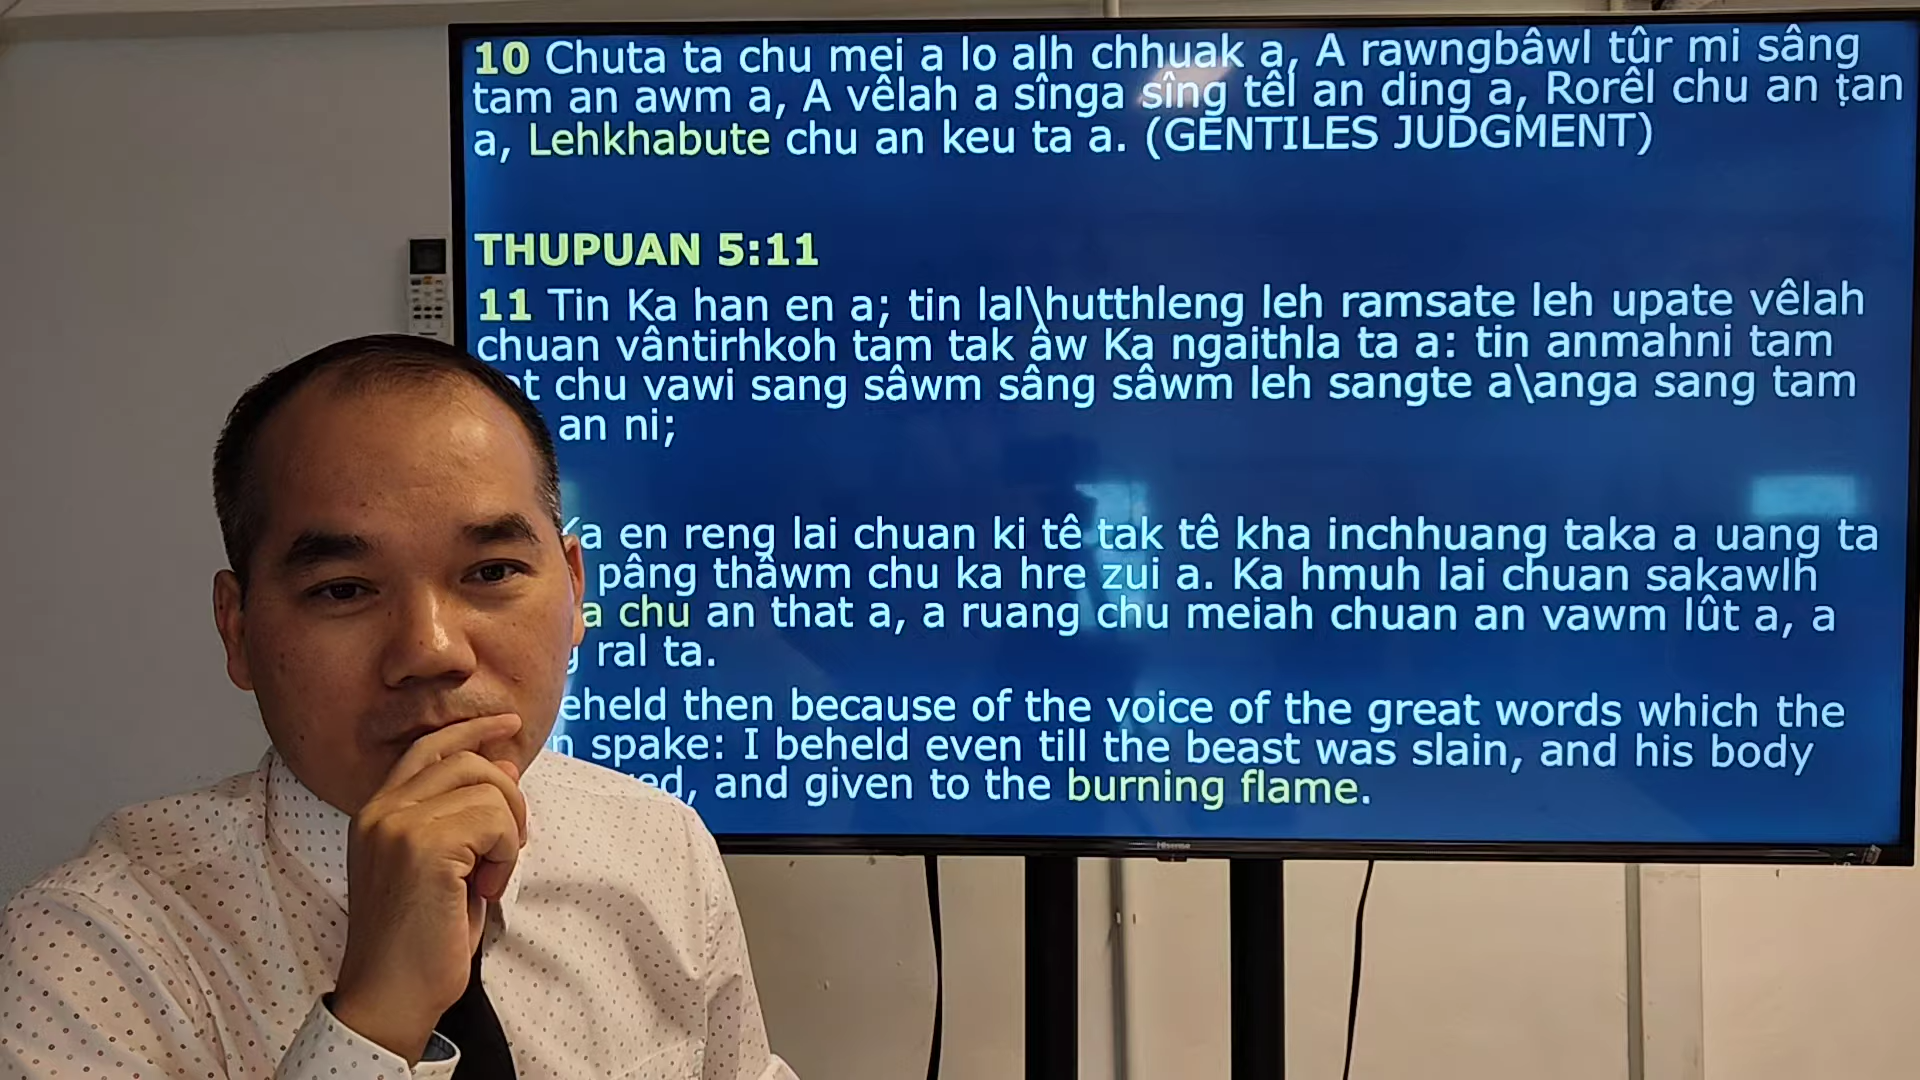 10 Chuta ta chu mei a lo alh chhuak a, A rawngbâwl tûr mi sâng
tam an awm a, A vêlah a sînga sîng têl an ding a, Rorêl chu an ṭan
a, Lehkhabute chu an keu ta a. (GENTILES JUDGMENT)
THUPUAN 5:11
11 Tin Ka han en a; tin lal\hutthleng leh ramsate leh upate vêlah
chuan vântirhkoh tam tak âw Ka ngaithla ta a: tin anmahni tam
chu vawi sang sâwm sâng sâwm leh sangte a\anga sang tam
an ni;
en reng lai chuan ki tê tak tê kha inchhuang taka a uang ta
pâng thâwm chu ka hre zui a. Ka hmuh lai chuan sakawlh
chu an that a, a ruang chu meiah chuan an vawm lût a, a
ral ta.
then because of the voice of the great words which the
spake: I beheld even till the beast was slain, and his body
and given to the burning flame.
Hisense